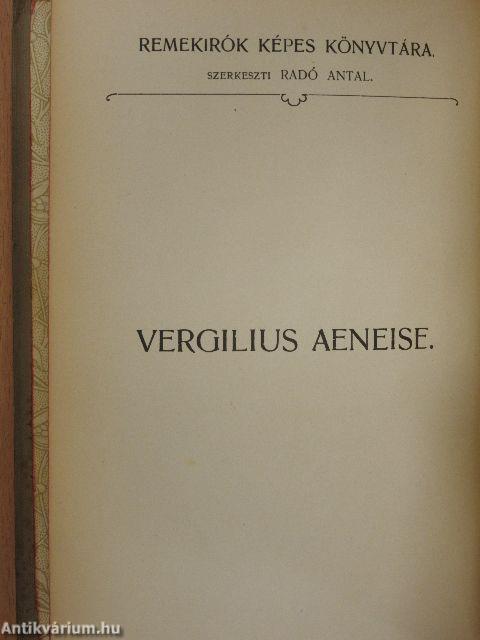 REMEKIRÓK KÉPES KÖNYVTÁRA.
SZERKESZTI RADÓ ANTAL.
VERGILIUS AENEISE.
Antikvárium.hu